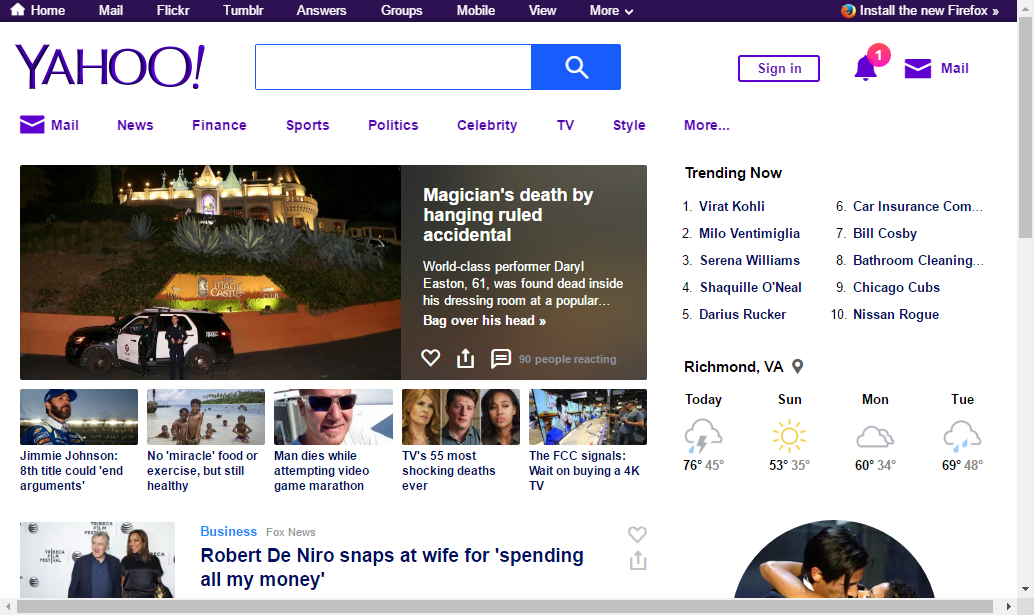 Home Mail Flickr Tumblr Answers Groups Mobile View More Install the new Firefox »
YAHOO!
Sign in
1
Mail
Mail News Finance Sports Politics Celebrity TV Style More...
Magician's death by
hanging ruled
accidental
World-class performer Daryl
Easton, 61, was found dead inside
his dressing room at a popular...
Bag over his head »
90 people reacting
THE
MAGIC
CASTLE
Jimmie Johnson:
8th title could 'end
arguments'
No 'miracle' food or
exercise, but still
healthy
Man dies while
attempting video
game marathon
TV's 55 most
shocking deaths
ever
The FCC signals:
Wait on buying a 4K
TV
Trending Now
1. Virat Kohli
2. Milo Ventimiglia
3. Serena Williams
4. Shaquille O'Neal
5. Darius Rucker
6. Car Insurance Com...
7. Bill Cosby
8. Bathroom Cleaning...
9. Chicago Cubs
10. Nissan Rogue
Richmond, VA
Today Sun Mon Tue
76° 45° 53° 35° 60° 34° 69° 48°
TRIBECA
FILM
FESTIVAL
Business Fox News
Robert De Niro snaps at wife for 'spending
all my money'